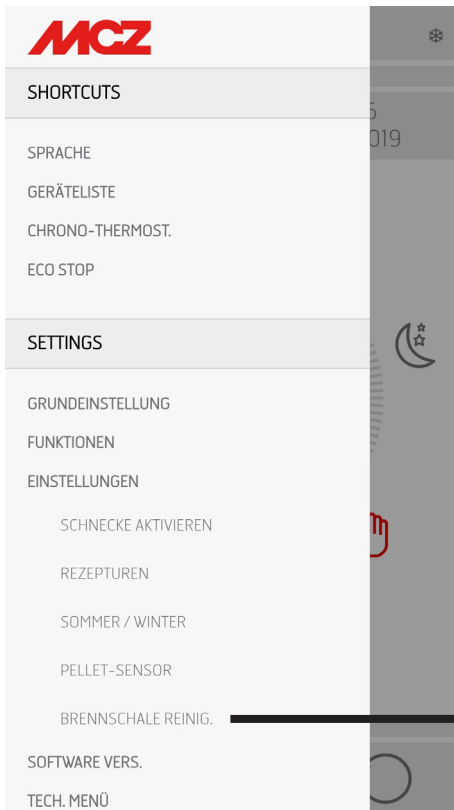 MCZ
SHORTCUTS
SPRACHE
GERÄTELISTE
CHRONO-THERMOST.
ECO STOP
SETTINGS
GRUNDEINSTELLUNG
FUNKTIONEN
EINSTELLUNGEN
SCHNECKE AKTIVIEREN
REZEPTUREN
SOMMER / WINTER
PELLET-SENSOR
BRENNSCHALE REINIG.
SOFTWARE VERS.
TECH. MENÜ
019